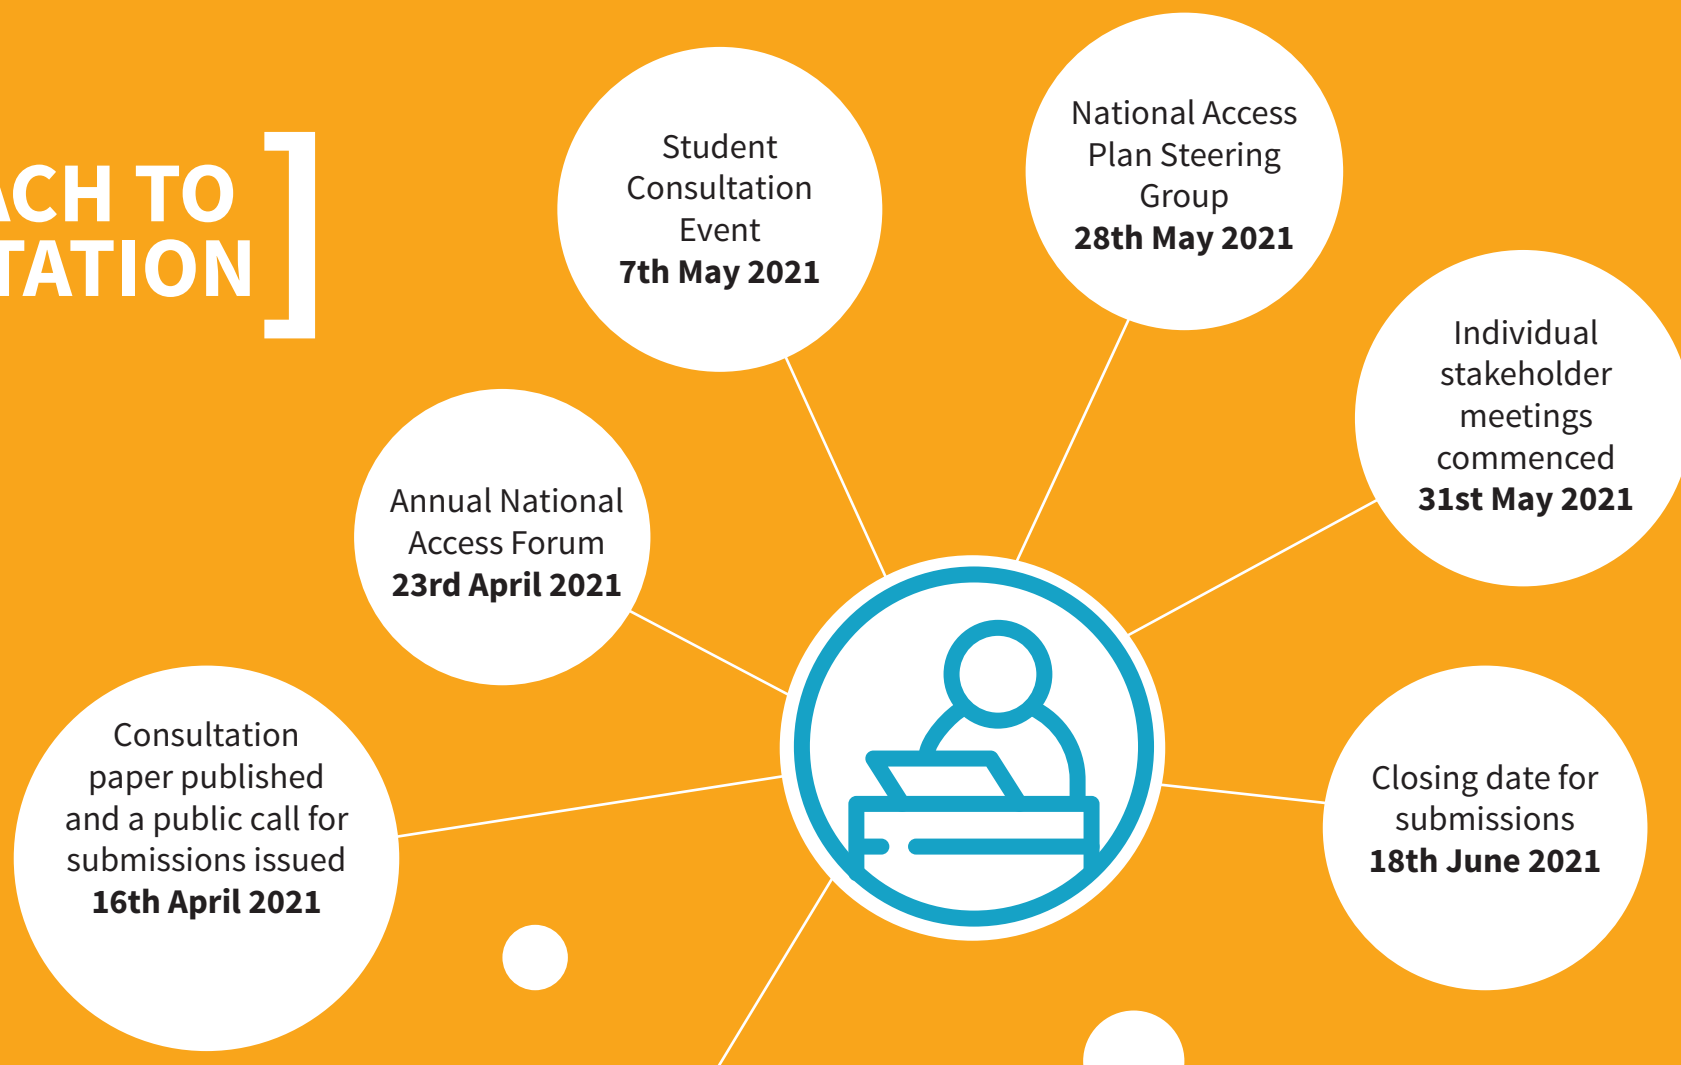 ACH TO
TATION
Student
Consultation
Event
7th May 2021
National Access
Plan Steering
Group
28th May 2021
Individual
stakeholder
meetings
commenced
31st May 2021
Annual National
Access Forum
23rd April 2021
Consultation
paper published
and a public call for
submissions issued
16th April 2021
Closing date for
submissions
18th June 2021